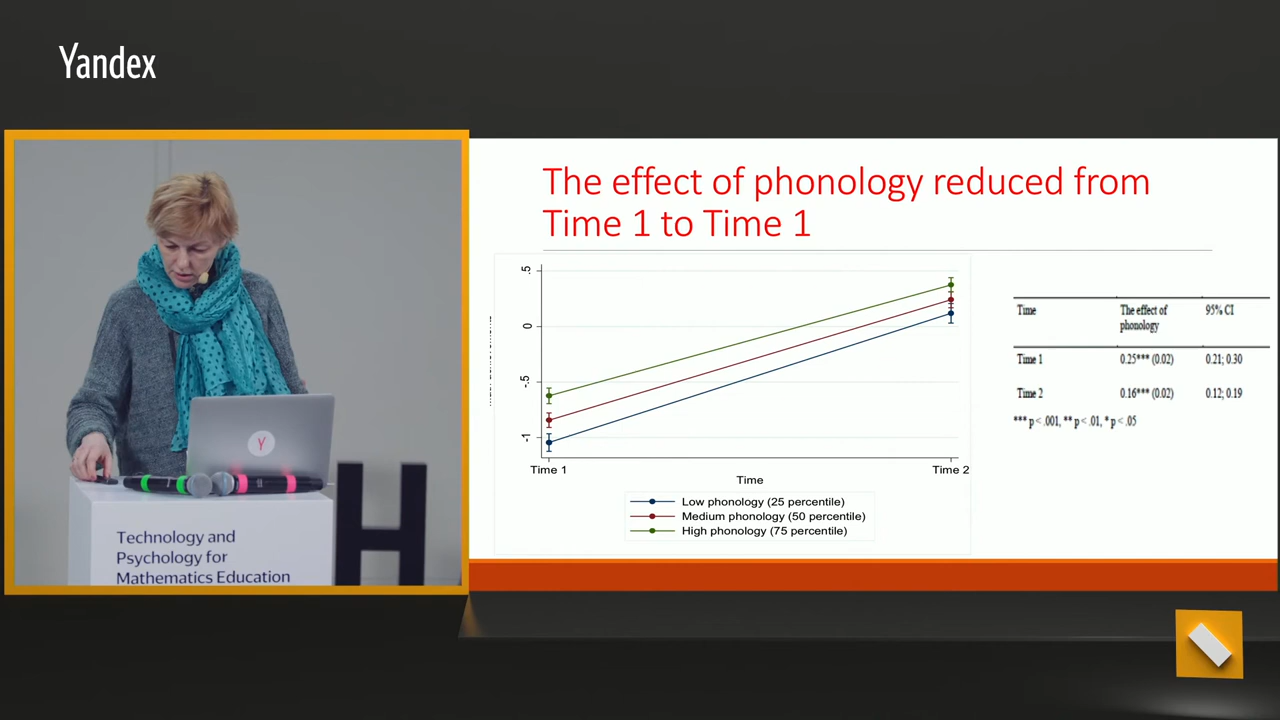 Yandex
The effect of phonology reduced from
Time 1 to Time 1
.5
0
-.5
-1
Time 1
Time 2
Time
Low phonology (25 percentile)
Medium phonology (50 percentile)
High phonology (75 percentile)
Time The effect of phonology 95% CI
Time 1 0.25*** (0.02) 0.21; 0.30
Time 2 0.16*** (0.02) 0.12; 0.19
*** p < .001, ** p < .01, * p < .05
Y
H
Technology and
Psychology for
Mathematics Education